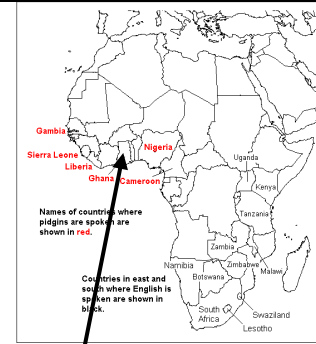 Gambia
Sierra Leone
Liberia
Ghana
Nigeria
Cameroon
Uganda
Kenya
Tanzania
Names of countries where
pidgins are spoken are
shown in red.
Zambia
Namibia
Zimbabwe
Malawi
Botswana
Countries in east and
south where English is
spoken are shown in
black.
South
Africa
Swaziland
Lesotho